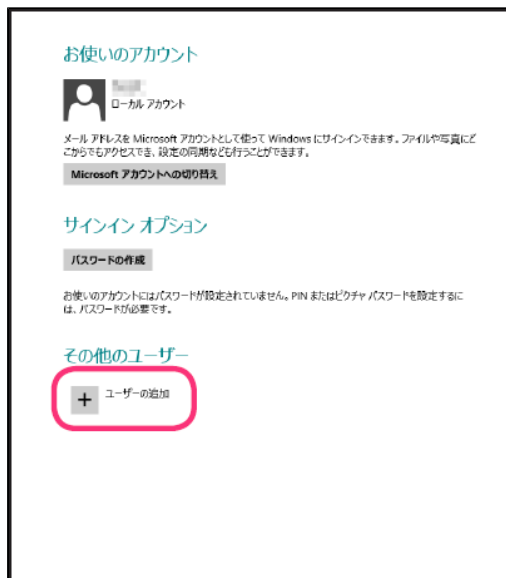 お使いのアカウント
ローカル アカウント
メール アドレスを Microsoft アカウントとして使って Windows にサインインできます。ファイルや写真にど
こからでもアクセスでき、設定の同期なども行うことができます。
Microsoft アカウントへの切り替え
サインイン オプション
パスワードの作成
お使いのアカウントにはパスワードが設定されていません。PIN またはピクチャ パスワードを設定するに
は、パスワードが必要です。
その他のユーザー
ユーザーの追加